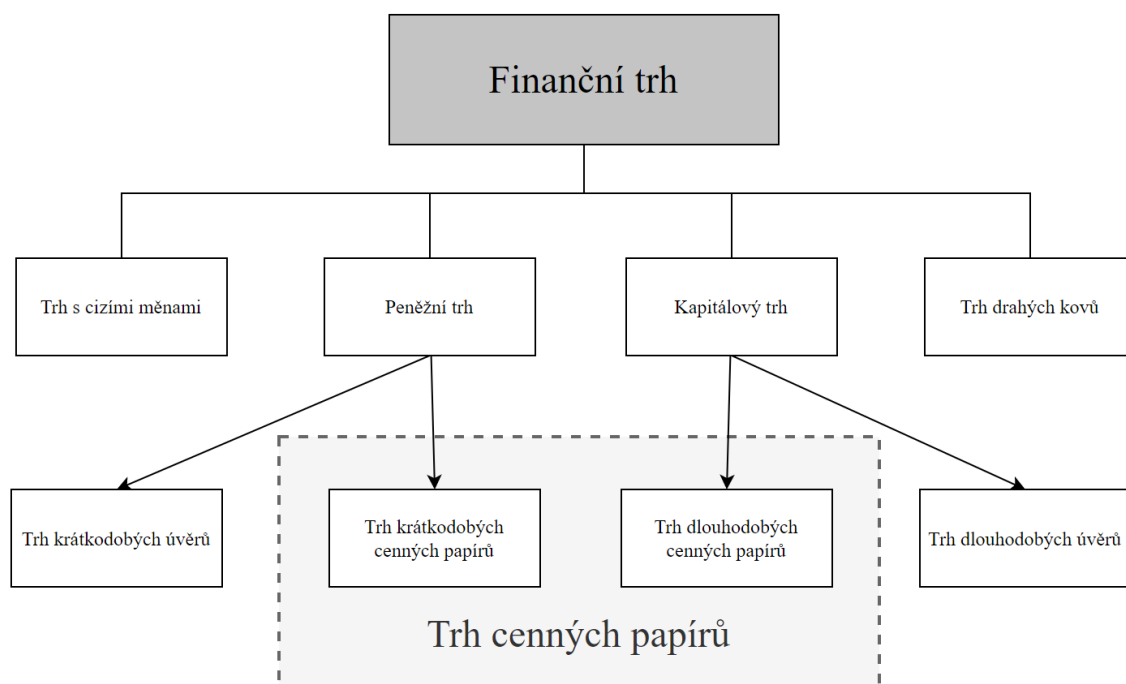 Finanční trh
Trh s cizími měnami
Peněžní trh
Kapitálový trh
Trh drahých kovů
Trh krátkodobých úvěrů
Trh krátkodobých
cenných papírů
Trh dlouhodobých
cenných papírů
Trh dlouhodobých úvěrů
Trh cenných papírů